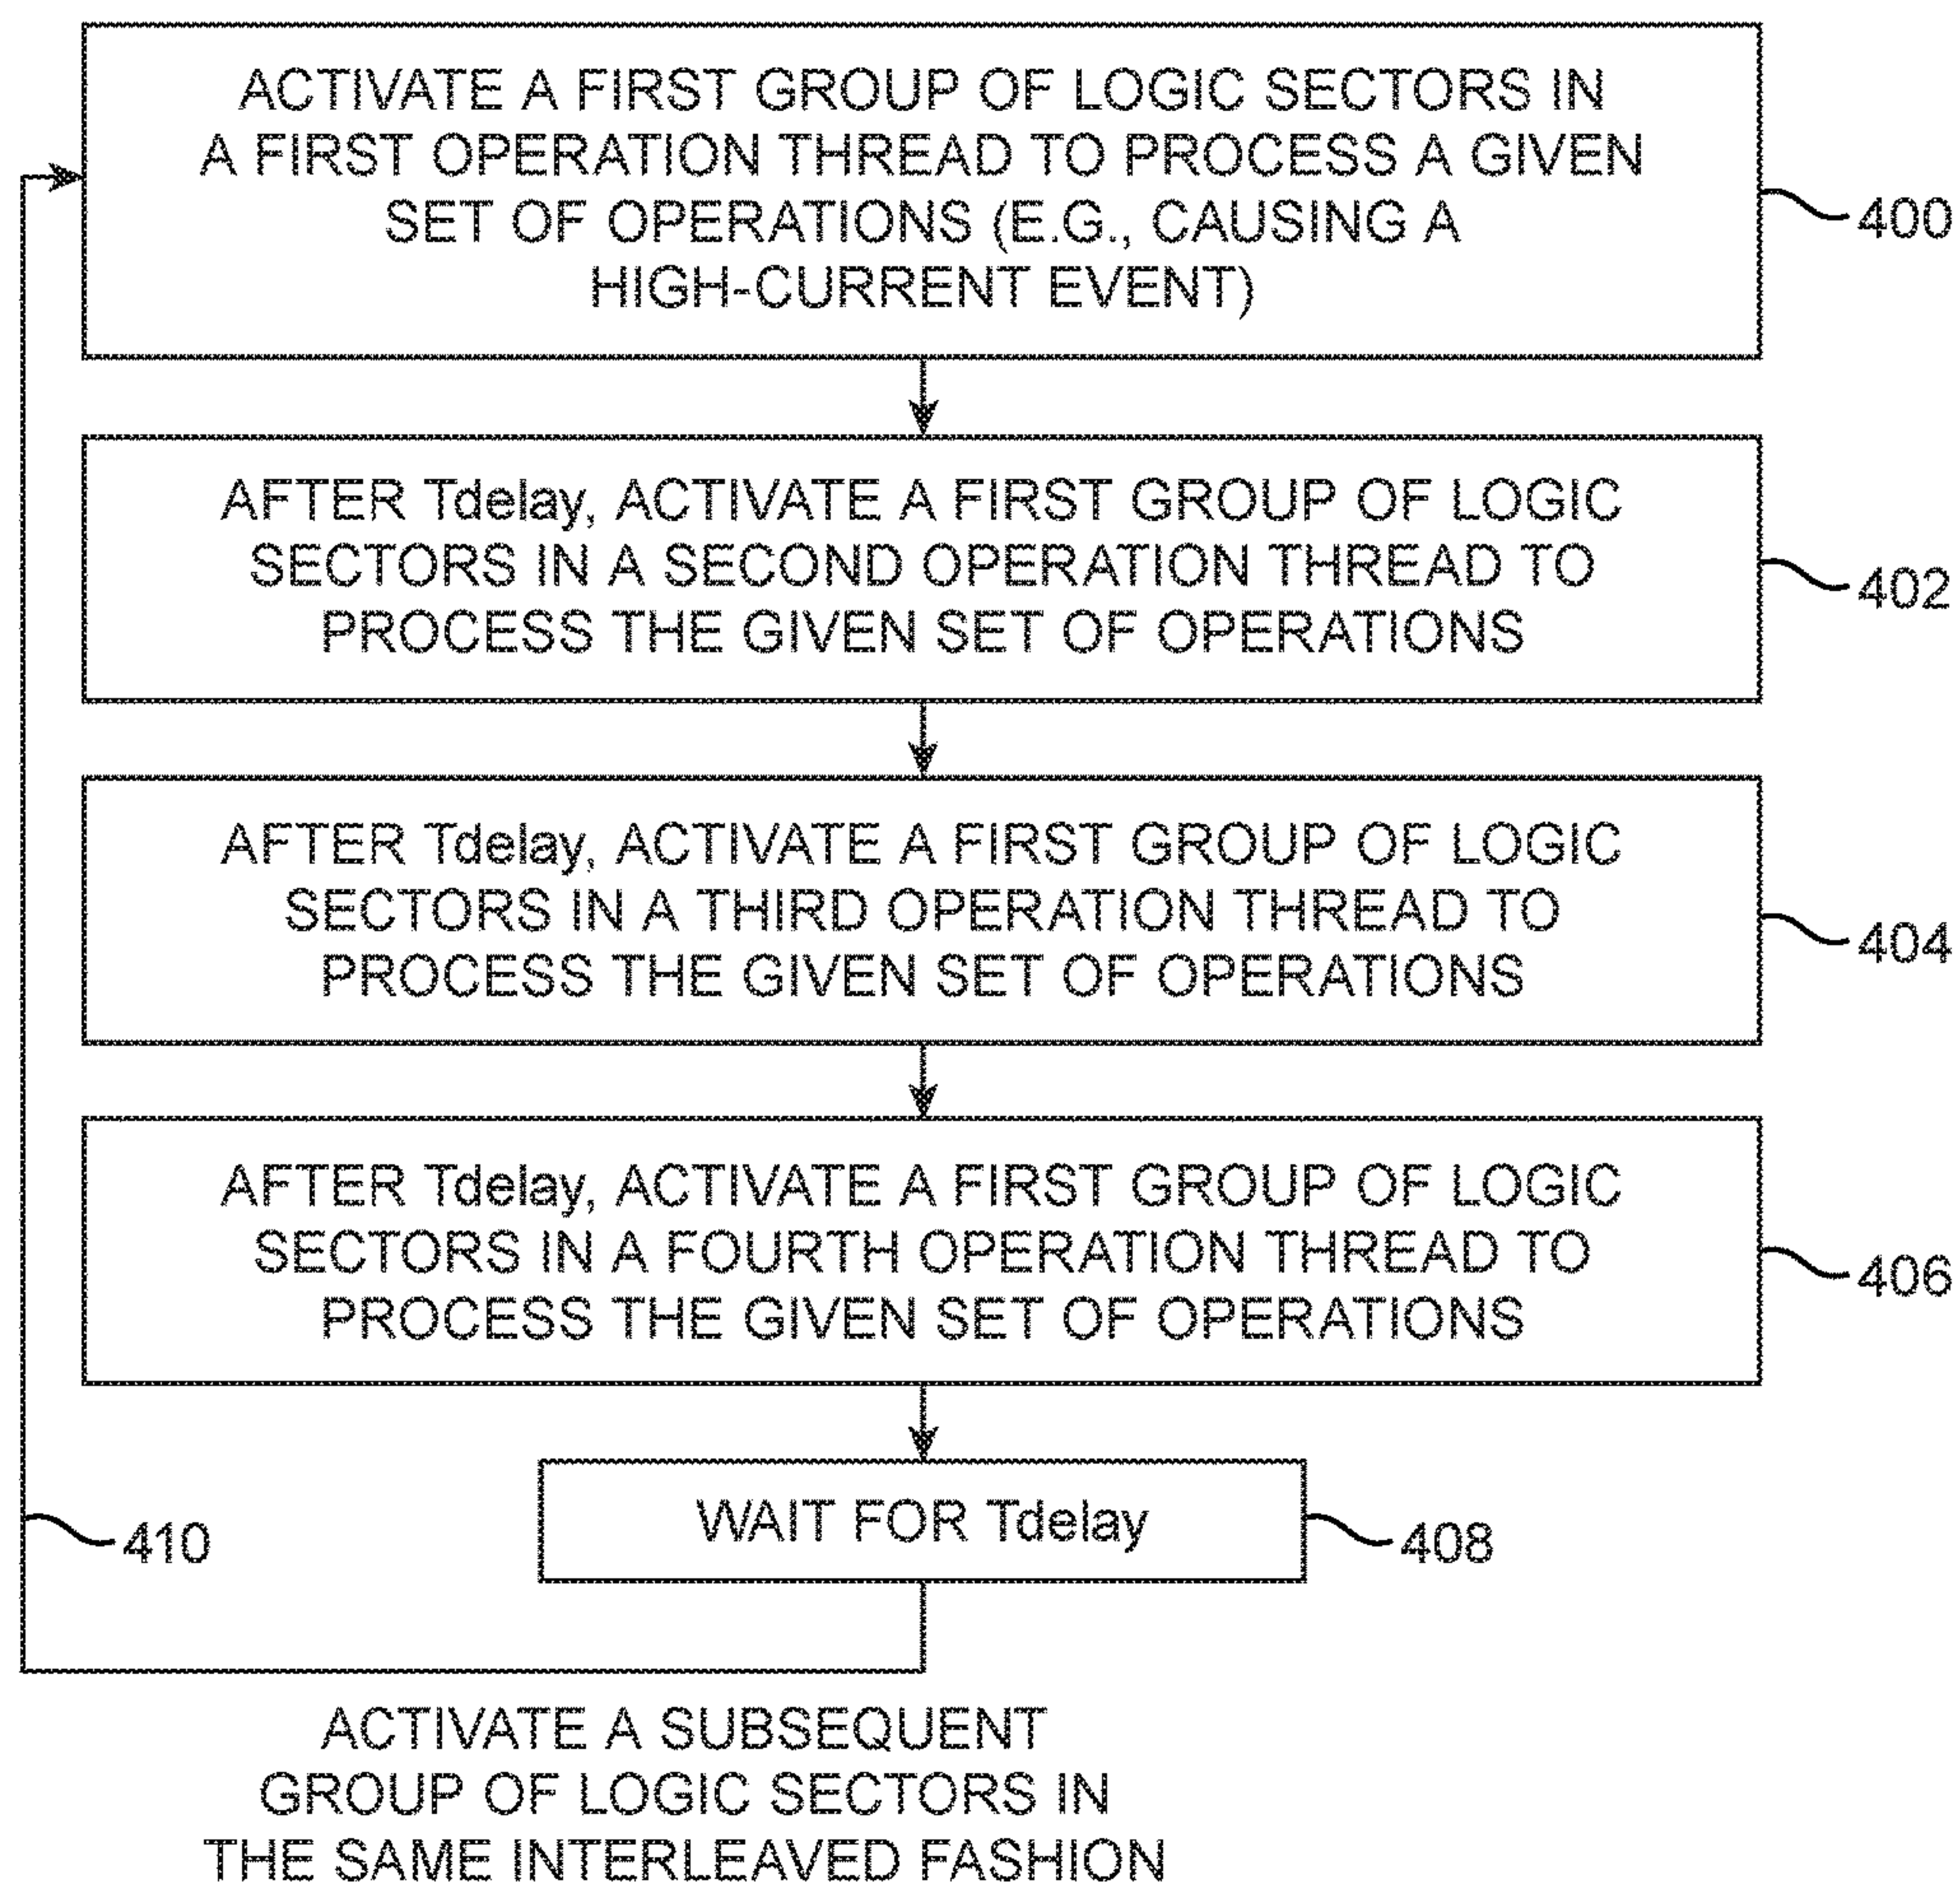 ACTIVATE A FIRST GROUP OF LOGIC SECTORS IN
A FIRST OPERATION THREAD TO PROCESS A GIVEN
SET OF OPERATIONS (E.G., CAUSING A
HIGH-CURRENT EVENT)
400
AFTER Tdelay, ACTIVATE A FIRST GROUP OF LOGIC
SECTORS IN A SECOND OPERATION THREAD TO
PROCESS THE GIVEN SET OF OPERATIONS
402
AFTER Tdelay, ACTIVATE A FIRST GROUP OF LOGIC
SECTORS IN A THIRD OPERATION THREAD TO
PROCESS THE GIVEN SET OF OPERATIONS
404
AFTER Tdelay, ACTIVATE A FIRST GROUP OF LOGIC
SECTORS IN A FOURTH OPERATION THREAD TO
PROCESS THE GIVEN SET OF OPERATIONS
406
WAIT FOR Tdelay
408
410
ACTIVATE A SUBSEQUENT
GROUP OF LOGIC SECTORS IN
THE SAME INTERLEAVED FASHION